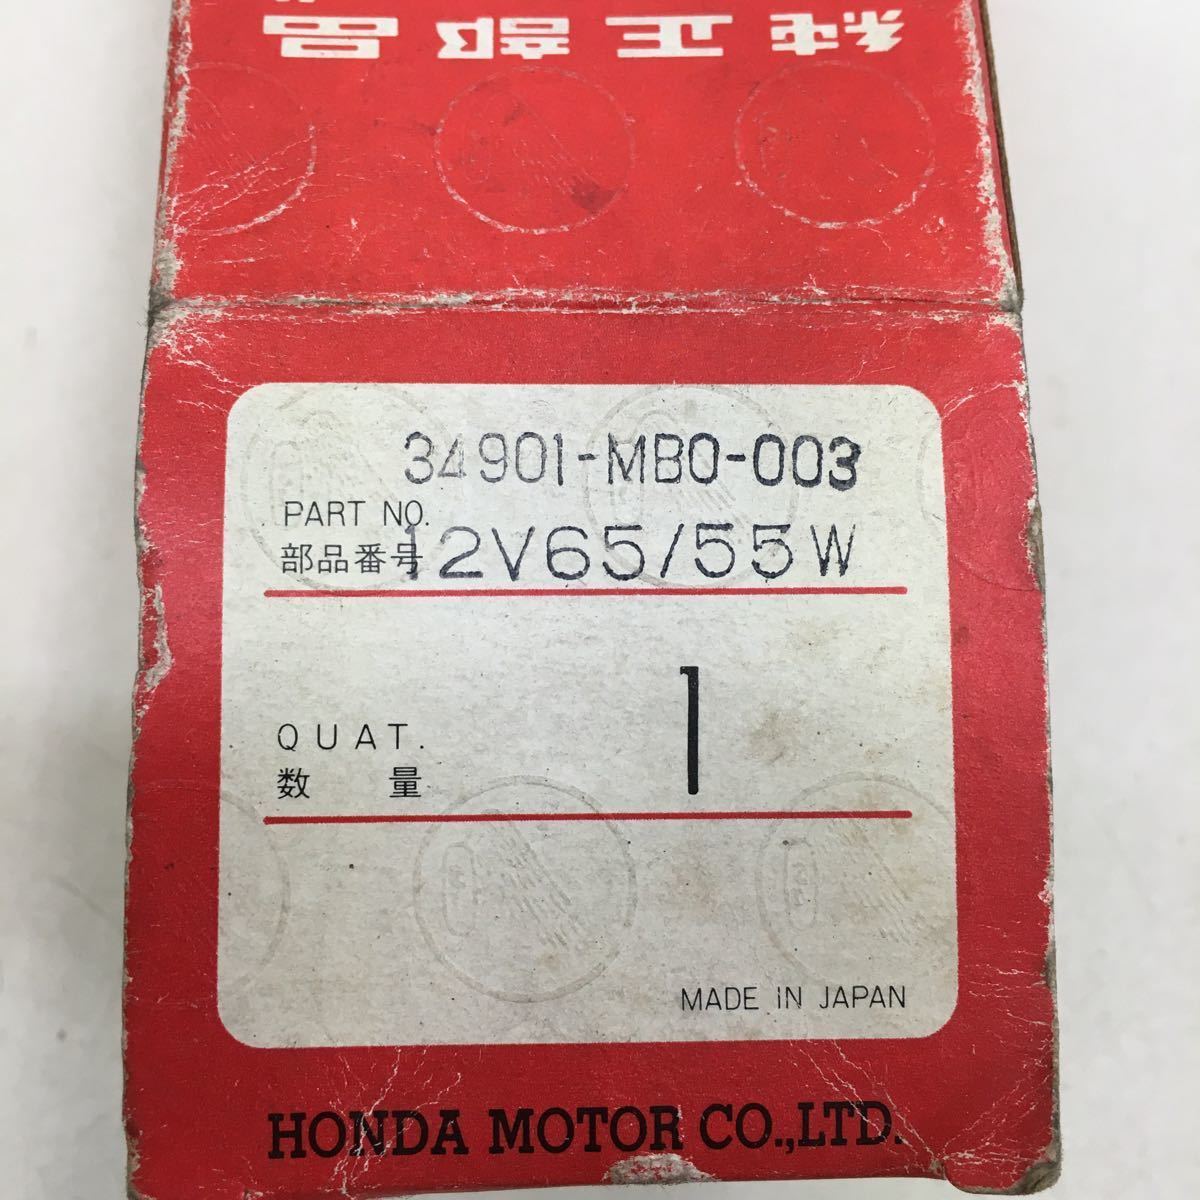 純正部品
34901-MB0-003
PART NO.
部品番号 12V65/55W
QUAT. 1
数 量
MADE IN JAPAN
HONDA MOTOR CO.,LTD.